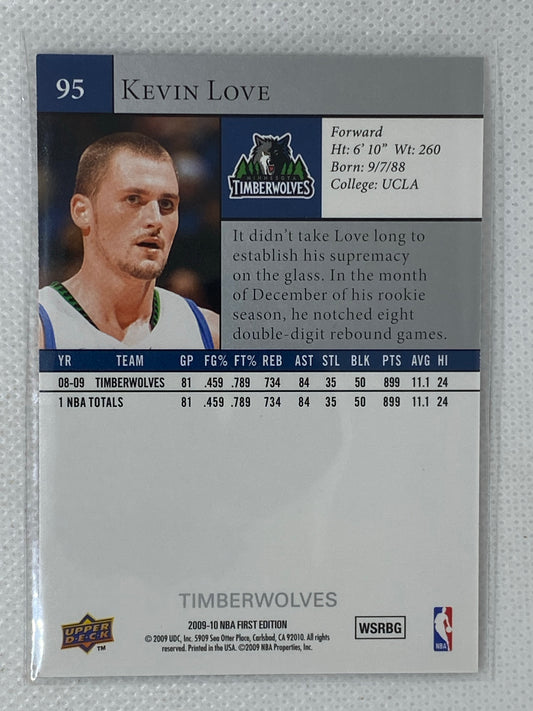 95
KEVIN LOVE
MINNESOTA
TIMBERWOLVES
Forward
Ht: 6' 10" Wt: 260
Born: 9/7/88
College: UCLA
It didn't take Love long to
establish his supremacy
on the glass. In the month
of December of his rookie
season, he notched eight
double-digit rebound games.
YR TEAM GP FG% FT% REB AST STL BLK PTS AVG HI
08-09 TIMBERWOLVES 81 .459 .789 734 84 35 50 899 11.1 24
1 NBA TOTALS 81 .459 .789 734 84 35 50 899 11.1 24
TIMBERWOLVES
2009-10 NBA FIRST EDITION
© 2009 UDC, Inc. 5909 Sea Otter Place, Carlsbad, CA 92010. All rights
reserved. Printed in the USA. ©2009 NBA Properties, Inc.
UPPER
DECK
TM
WSRBG
NBA